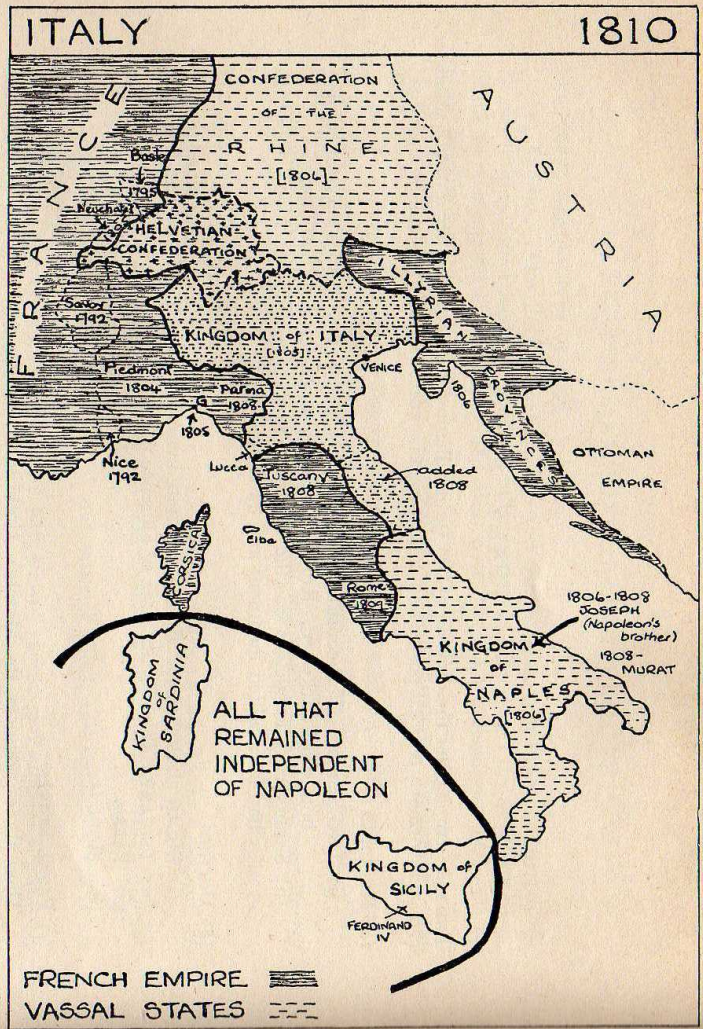 ITALY 1810
CONFEDERATION
OF THE
RHINE
[1806]
FRANCE
AUSTRIA
Basle
1795
HELVETIAN
CONFEDERATION
ILLYRIAN
PROVINCES
1806
Savoy
1792
KINGDOM of ITALY
[1805]
VENICE
Piedmont
1804
Parma
1808
G
1805
Nice
1792
Lucca
Tuscany
1808
added
1808
OTTOMAN
EMPIRE
Elba
CORSICA
Rome
1809
1806-1808
JOSEPH
(Napoleon's
brother)
1808-
MURAT
KINGDOM
OF
NAPLES
[1806]
KINGDOM
OF
SARDINIA
ALL THAT
REMAINED
INDEPENDENT
OF NAPOLEON
KINGDOM of
SICILY
FERDINAND
IV
FRENCH EMPIRE
VASSAL STATES